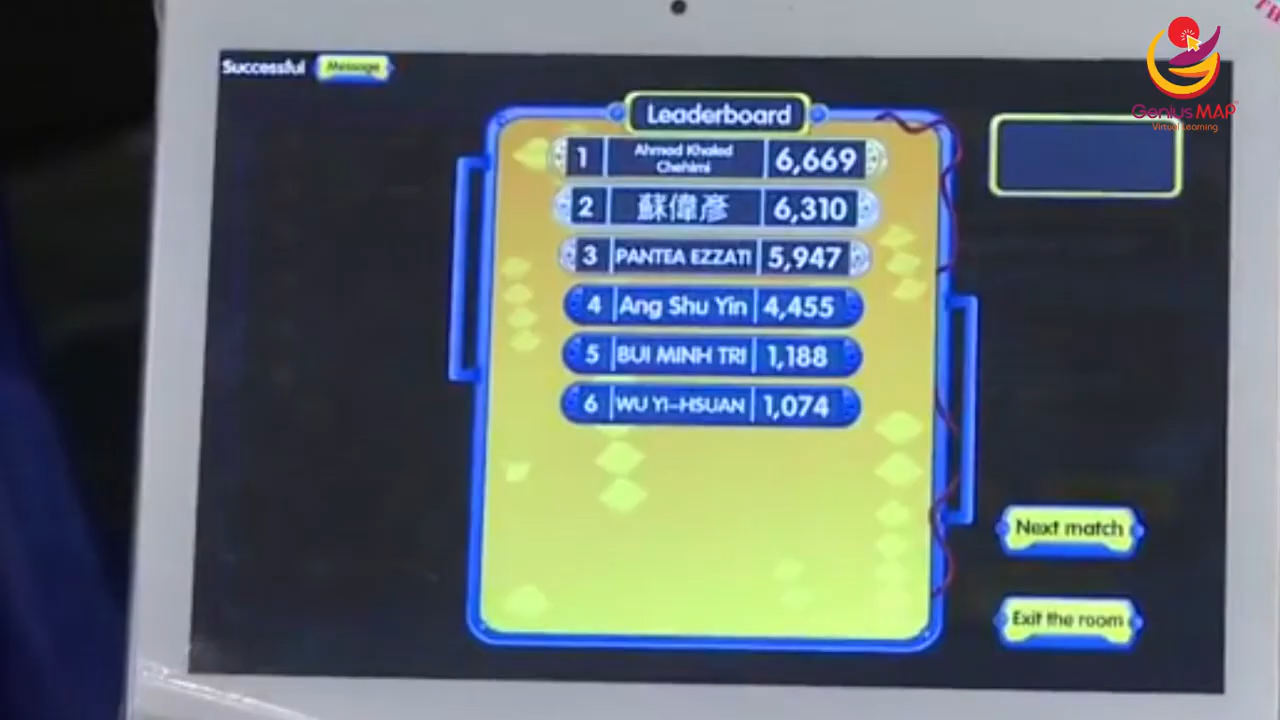 Successful Message
Leaderboard
1 Ahmed Khaled Chehimi 6,669
2 蘇偉彥 6,310
3 PANTEA EZZATI 5,947
4 Ang Shu Yin 4,455
5 BUI MINH TRI 1,188
6 WU YI-HSUAN 1,074
Next match
Exit the room
Genius MAP
Virtual Learning